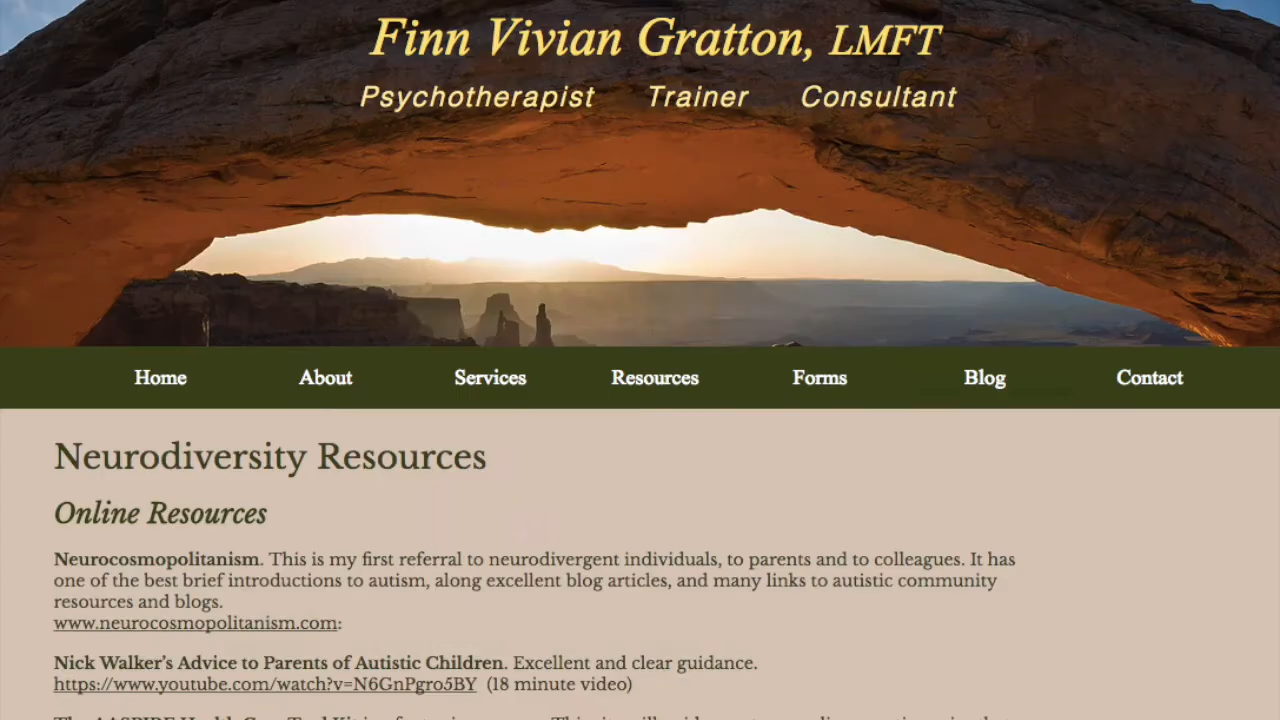 Finn Vivian Gratton, LMFT
Psychotherapist Trainer Consultant
Home About Services Resources Forms Blog Contact
Neurodiversity Resources
Online Resources
Neurocosmopolitanism. This is my first referral to neurodivergent individuals, to parents and to colleagues. It has
one of the best brief introductions to autism, along excellent blog articles, and many links to autistic community
resources and blogs.
www.neurocosmopolitanism.com:
Nick Walker's Advice to Parents of Autistic Children. Excellent and clear guidance.
https://www.youtube.com/watch?v=N6GnPgro5BY (18 minute video)